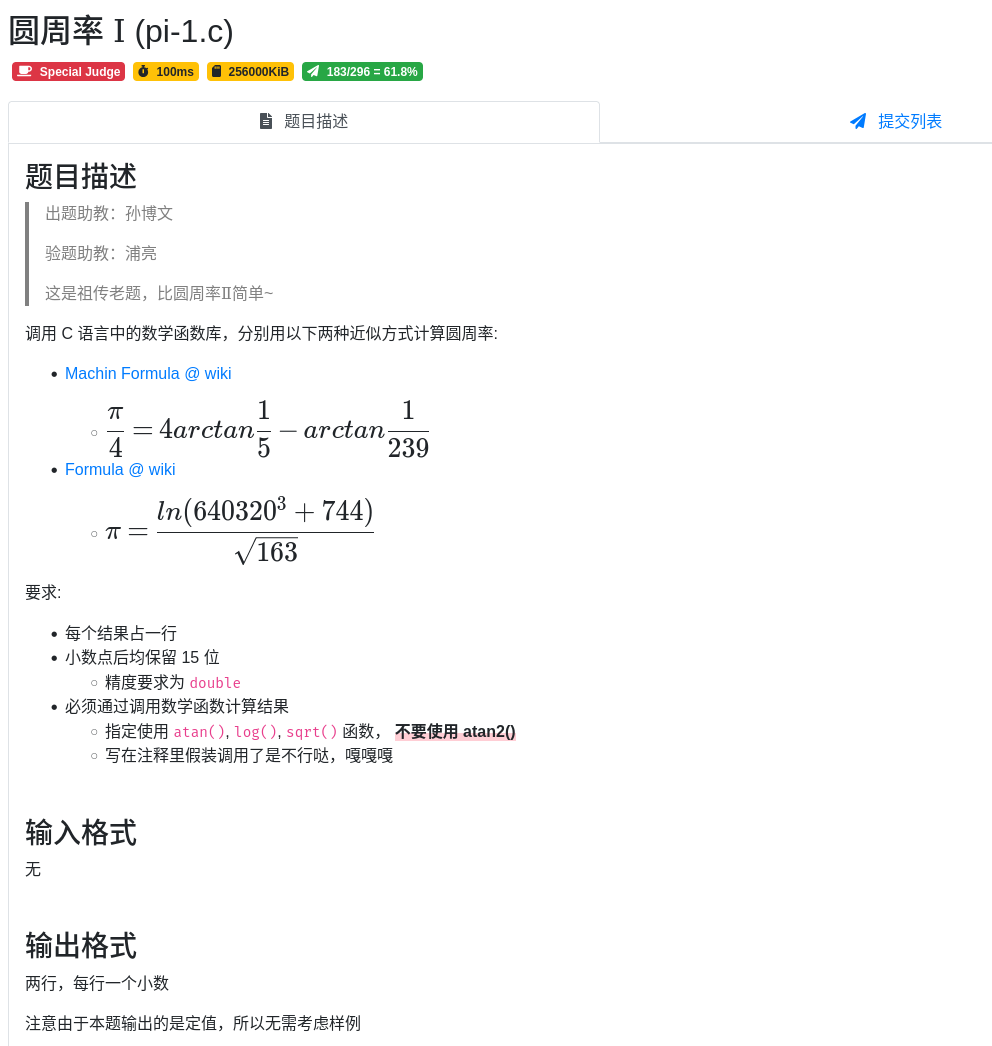 圆周率 Ⅰ (pi-1.c)
Special Judge 100ms 256000KiB 183/296 = 61.8%
题目描述 提交列表
题目描述
出题助教：孙博文
验题助教：浦亮
这是祖传老题，比圆周率Ⅱ简单~
调用 C 语言中的数学函数库，分别用以下两种近似方式计算圆周率:
Machin Formula @ wiki
π/4 = 4arctan 1/5 − arctan 1/239
Formula @ wiki
π = ln(640320³ + 744)/√163
要求:
每个结果占一行
小数点后均保留 15 位
精度要求为 double
必须通过调用数学函数计算结果
指定使用 atan(), log(), sqrt() 函数， 不要使用 atan2()
写在注释里假装调用了是不行哒，嘎嘎嘎
输入格式
无
输出格式
两行，每行一个小数
注意由于本题输出的是定值，所以无需考虑样例